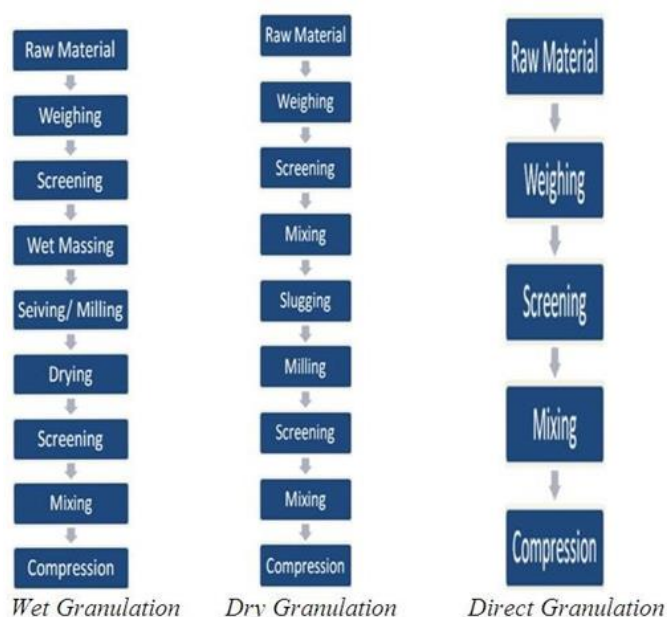 Raw Material
Weighing
Screening
Wet Massing
Seiving/ Milling
Drying
Screening
Mixing
Compression
Wet Granulation
Raw Material
Weighing
Screening
Mixing
Slugging
Milling
Screening
Mixing
Compression
Dry Granulation
Raw Material
Weighing
Screening
Mixing
Compression
Direct Granulation